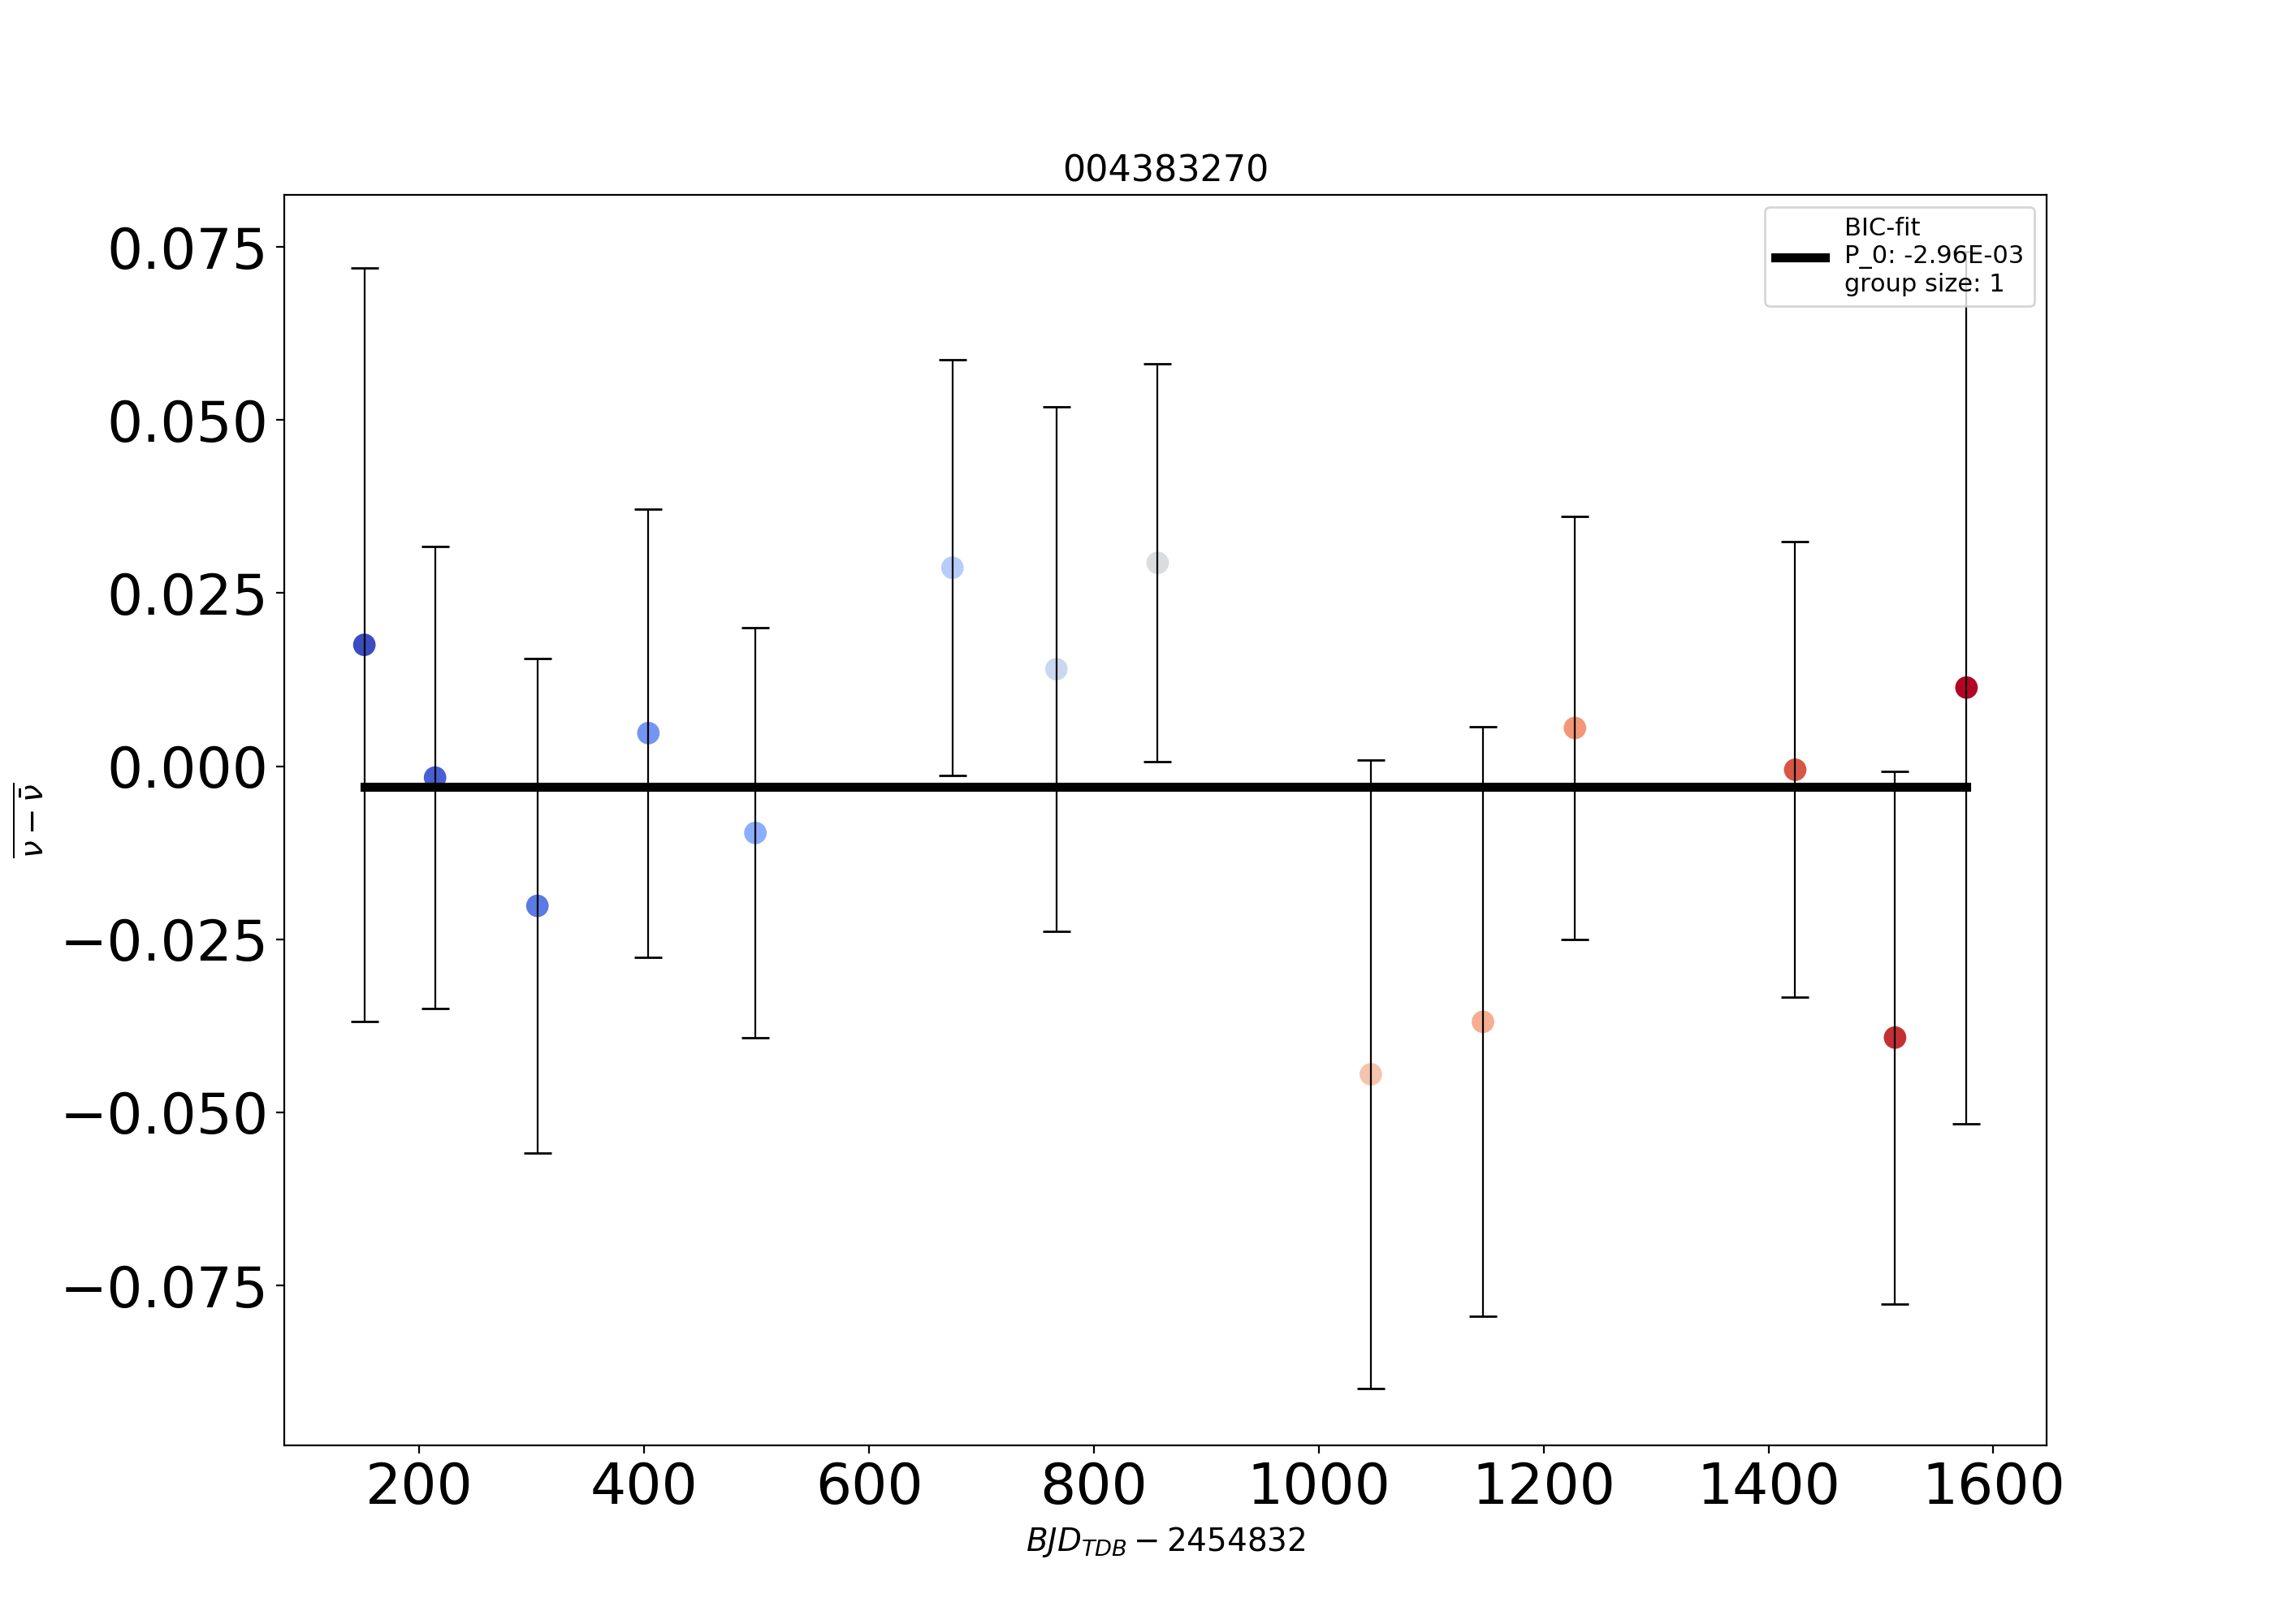 004383270
BIC-fit
P_0: -2.96E-03
group size: 1
0.075
0.050
0.025
0.000
−0.025
−0.050
−0.075
ν − ν̄
200 400 600 800 1000 1200 1400 1600
BJD_TDB − 2454832